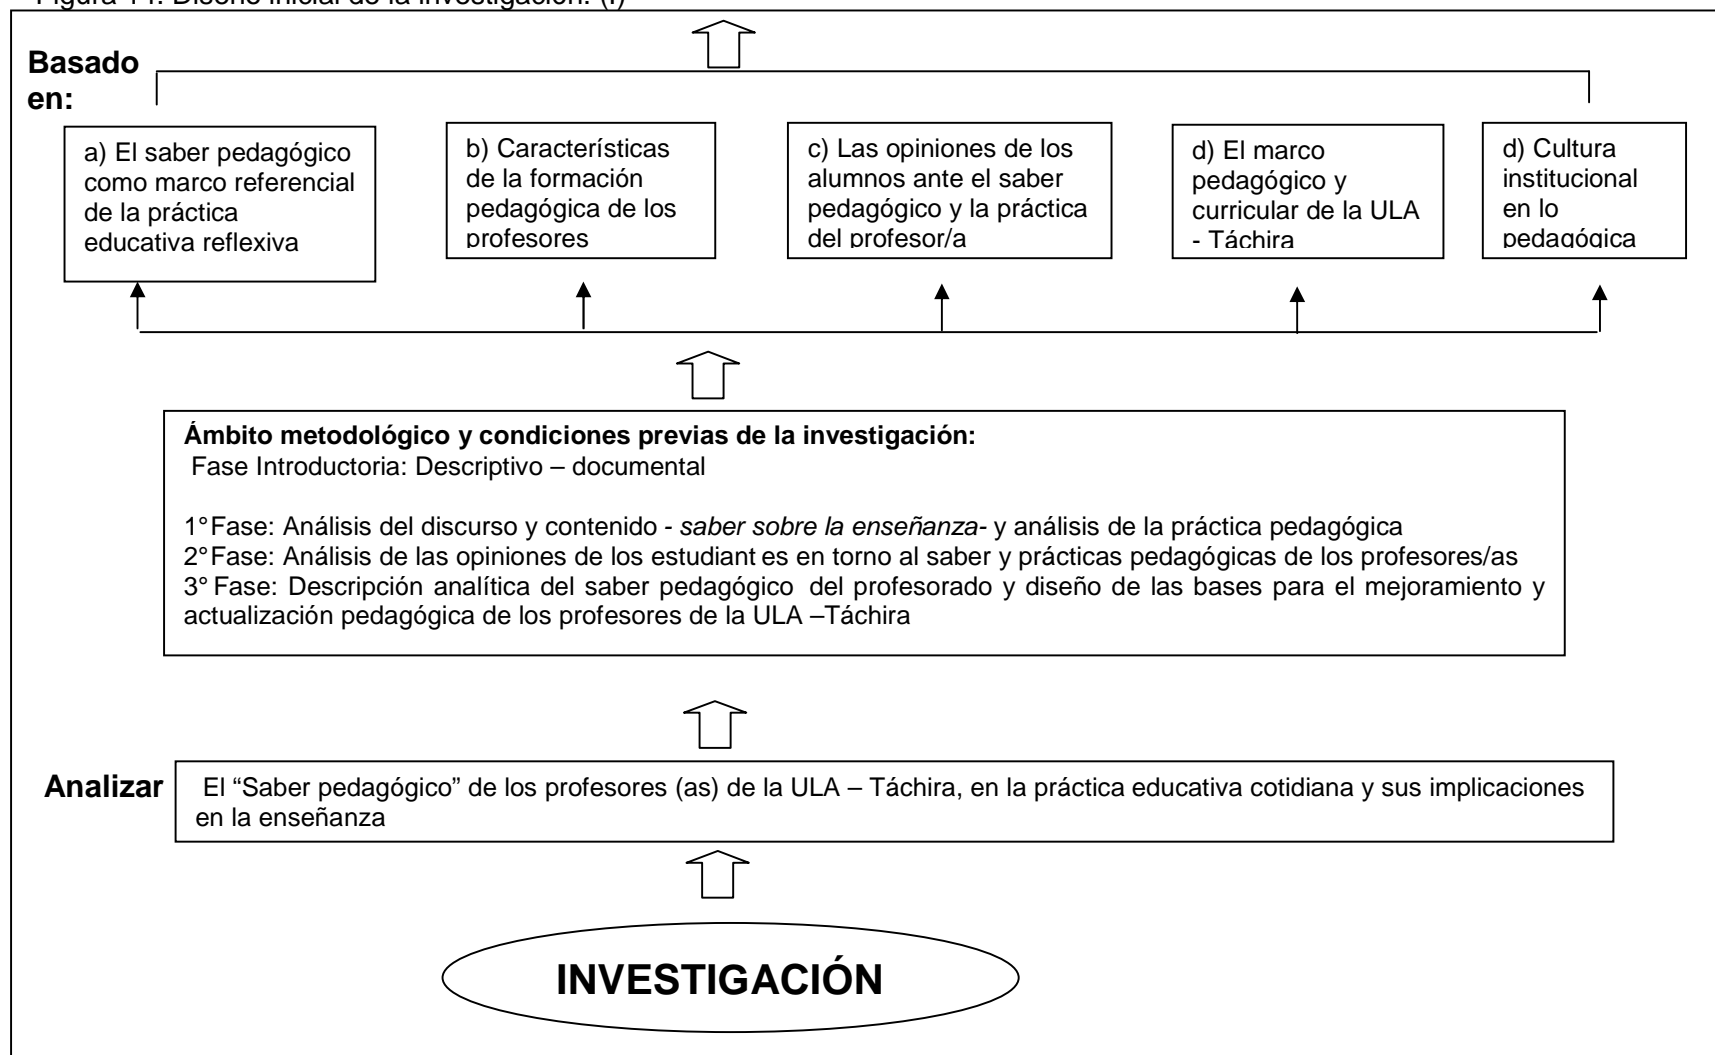 Basado
en:
a) El saber pedagógico
como marco referencial
de la práctica
educativa reflexiva
b) Características
de la formación
pedagógica de los
profesores
c) Las opiniones de los
alumnos ante el saber
pedagógico y la práctica
del profesor/a
d) El marco
pedagógico y
curricular de la ULA
- Táchira
d) Cultura
institucional
en lo
pedagógica
Ámbito metodológico y condiciones previas de la investigación:
Fase Introductoria: Descriptivo – documental
1° Fase: Análisis del discurso y contenido - saber sobre la enseñanza- y análisis de la práctica pedagógica
2° Fase: Análisis de las opiniones de los estudiant es en torno al saber y prácticas pedagógicas de los profesores/as
3° Fase: Descripción analítica del saber pedagógico del profesorado y diseño de las bases para el mejoramiento y
actualización pedagógica de los profesores de la ULA –Táchira
Analizar
El “Saber pedagógico” de los profesores (as) de la ULA – Táchira, en la práctica educativa cotidiana y sus implicaciones
en la enseñanza
INVESTIGACIÓN